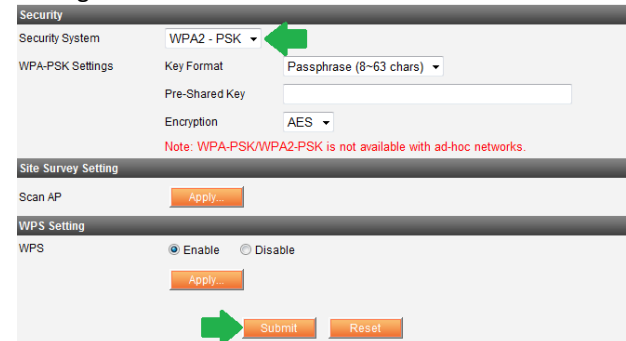 Security
Security System WPA2 - PSK
WPA-PSK Settings Key Format Passphrase (8~63 chars)
Pre-Shared Key
Encryption AES
Note: WPA-PSK/WPA2-PSK is not available with ad-hoc networks.
Site Survey Setting
Scan AP Apply...
WPS Setting
WPS Enable Disable
Apply...
Submit Reset